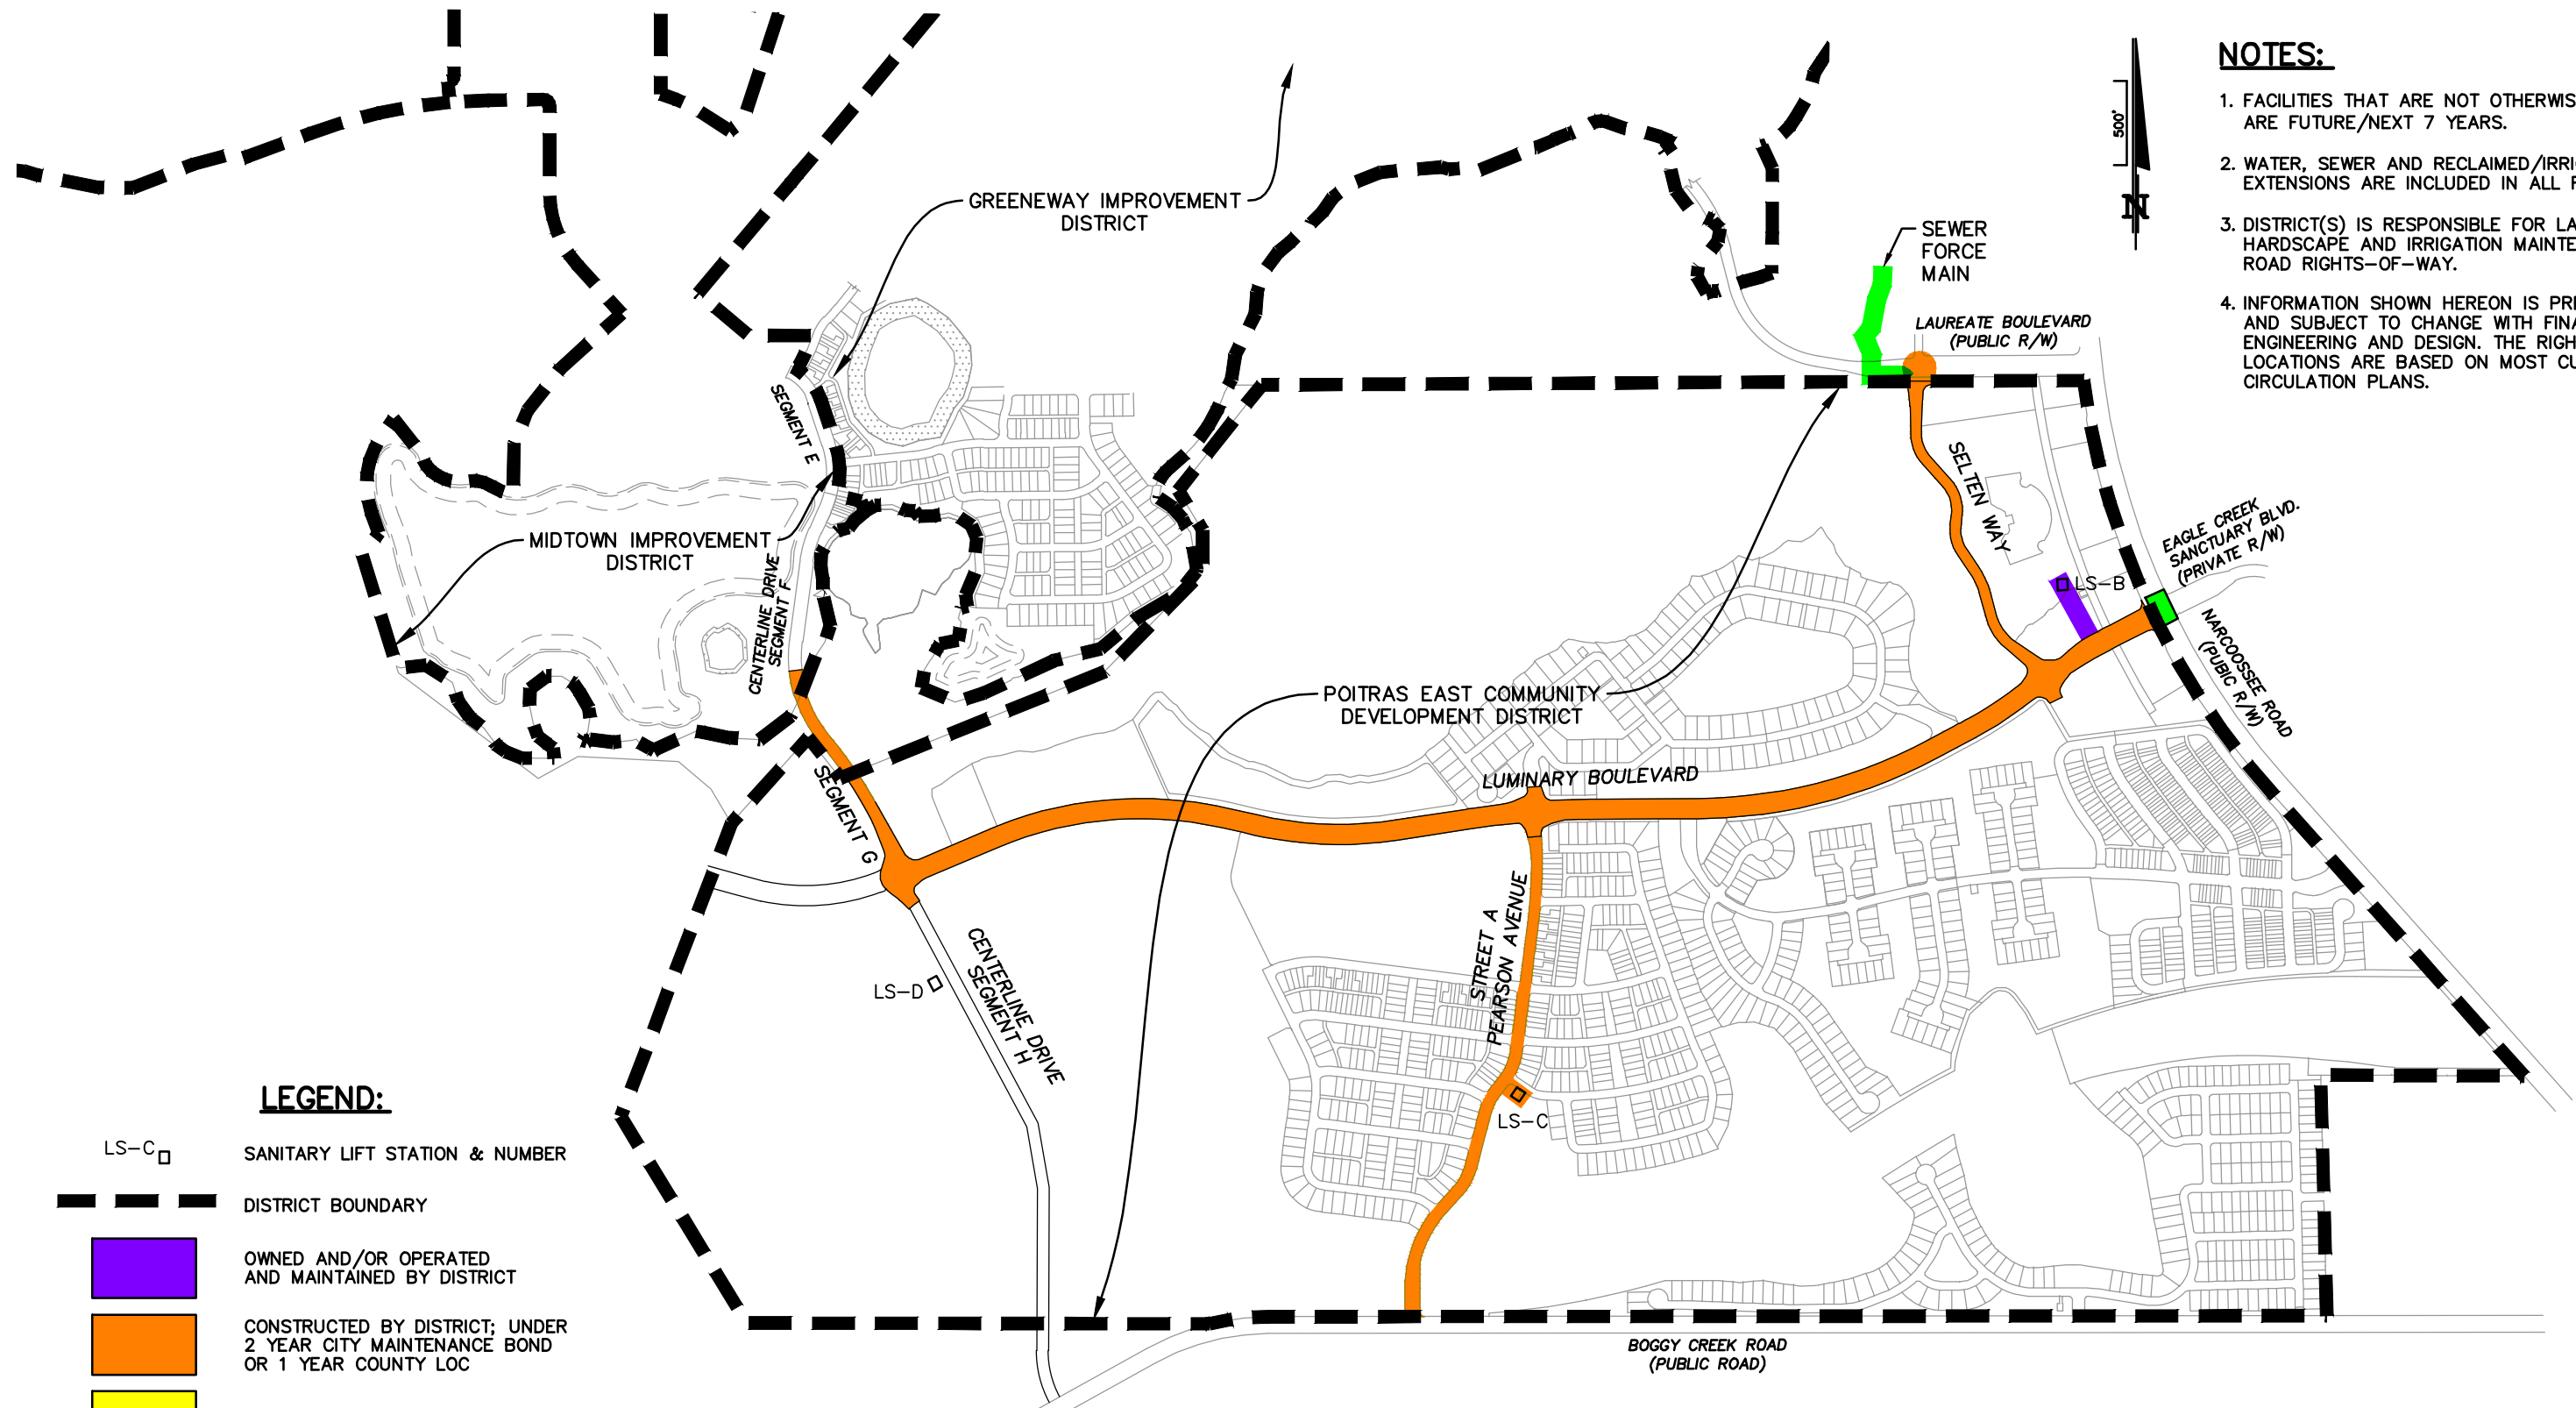 NOTES:
1. FACILITIES THAT ARE NOT OTHERWIS
ARE FUTURE/NEXT 7 YEARS.
2. WATER, SEWER AND RECLAIMED/IRRI
EXTENSIONS ARE INCLUDED IN ALL
3. DISTRICT(S) IS RESPONSIBLE FOR LA
HARDSCAPE AND IRRIGATION MAINTE
ROAD RIGHTS-OF-WAY.
4. INFORMATION SHOWN HEREON IS PR
AND SUBJECT TO CHANGE WITH FINA
ENGINEERING AND DESIGN. THE RIGH
LOCATIONS ARE BASED ON MOST CU
CIRCULATION PLANS.
500'
N
GREENEWAY IMPROVEMENT
DISTRICT
SEWER
FORCE
MAIN
LAUREATE BOULEVARD
(PUBLIC R/W)
SEGMENT E
SELTEN WAY
EAGLE CREEK
SANCTUARY BLVD.
(PRIVATE R/W)
MIDTOWN IMPROVEMENT
DISTRICT
CENTERLINE DRIVE
SEGMENT F
LS-B
NARCOOSSEE ROAD
(PUBIC R/W)
POITRAS EAST COMMUNITY
DEVELOPMENT DISTRICT
LUMINARY BOULEVARD
SEGMENT G
STREET A
PEARSON AVENUE
LS-D
CENTERLINE DRIVE
SEGMENT H
LS-C
BOGGY CREEK ROAD
(PUBLIC ROAD)
LEGEND:
LS-C
SANITARY LIFT STATION & NUMBER
DISTRICT BOUNDARY
OWNED AND/OR OPERATED
AND MAINTAINED BY DISTRICT
CONSTRUCTED BY DISTRICT; UNDER
2 YEAR CITY MAINTENANCE BOND
OR 1 YEAR COUNTY LOC